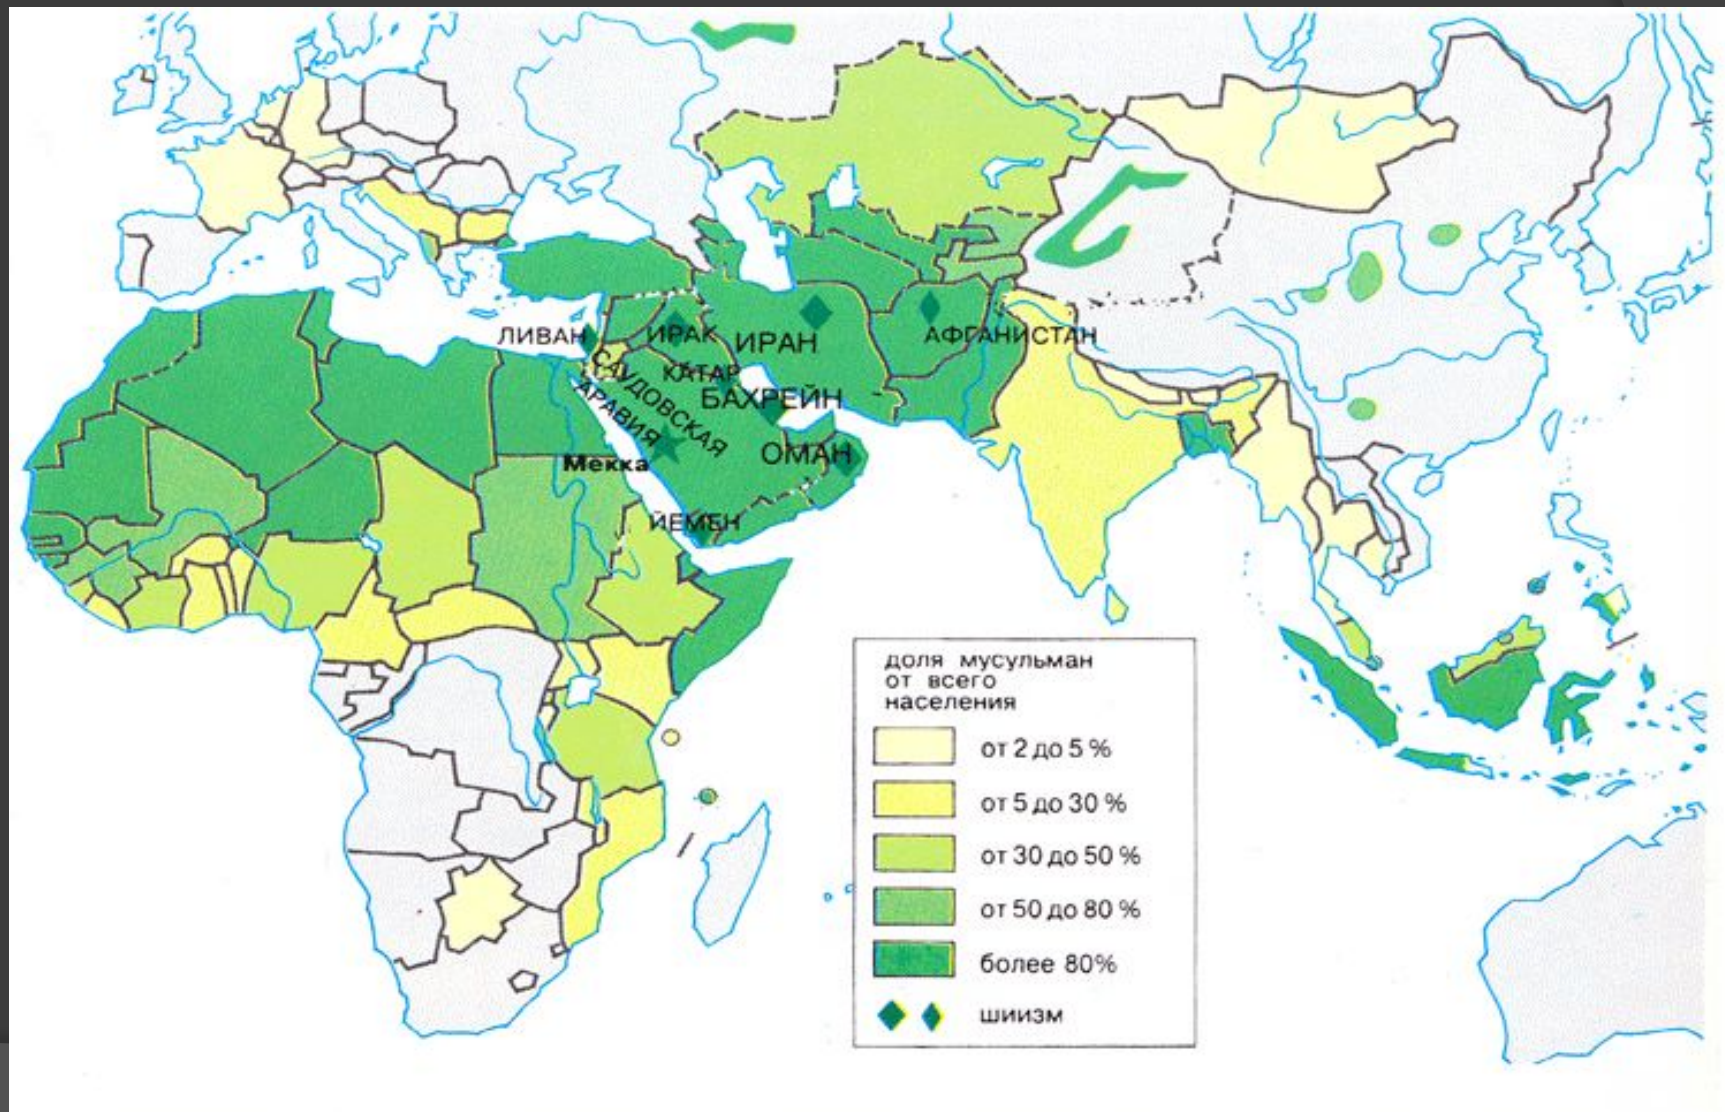 ЛИВАН
ИРАК
ИРАН
АФГАНИСТАН
КАТАР
САУДОВСКАЯ
АРАВИЯ
БАХРЕЙН
ОМАН
Мекка
ЙЕМЕН
доля мусульман
от всего
населения
от 2 до 5 %
от 5 до 30 %
от 30 до 50 %
от 50 до 80 %
более 80%
шиизм